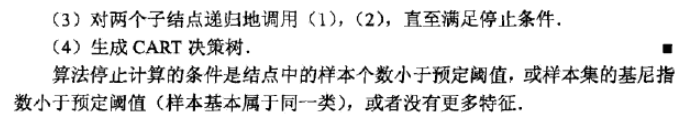 （3）对两个子结点递归地调用（1），（2），直至满足停止条件．
（4）生成 CART 决策树．
算法停止计算的条件是结点中的样本个数小于预定阈值，或样本集的基尼指
数小于预定阈值（样本基本属于同一类），或者没有更多特征．